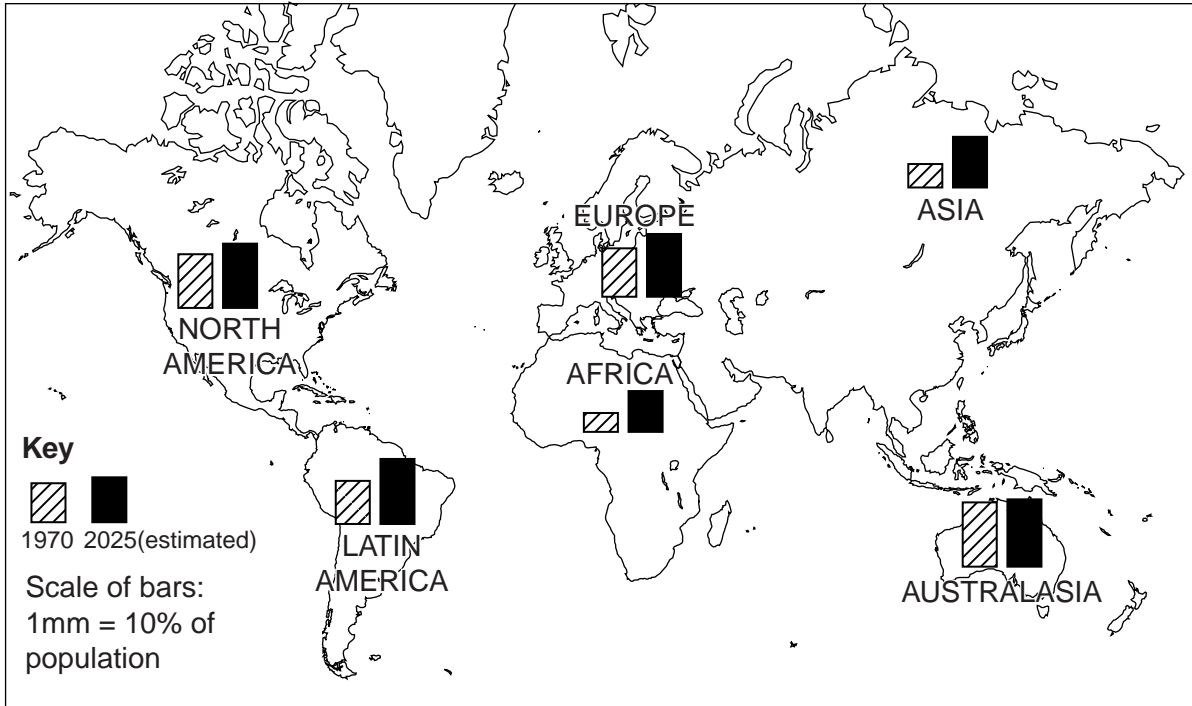 ASIA
EUROPE
NORTH
AMERICA
AFRICA
Key
1970 2025(estimated)
Scale of bars:
1mm = 10% of
population
LATIN
AMERICA
AUSTRALASIA